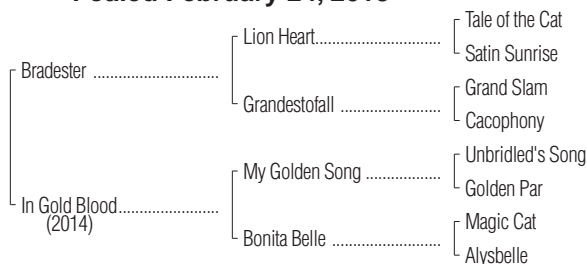 Foaled February 24,
Tale of the Cat
Lion Heart
Satin Sunrise
Bradester
Grand Slam
Grandestofall
Cacophony
Unbridled's Song
My Golden Song
Golden Par
In Gold Blood
(2014)
Magic Cat
Bonita Belle
Alysbelle